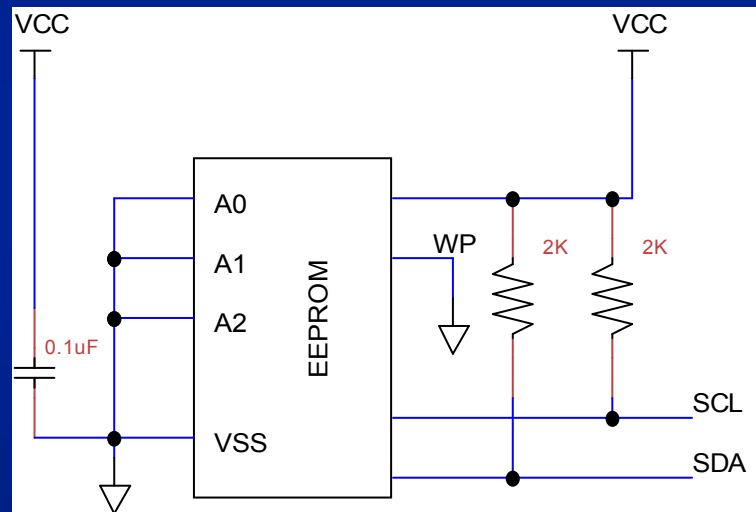 VCC
VCC
A0
WP
2K
2K
A1
A2
EEPROM
0.1uF
SCL
VSS
SDA